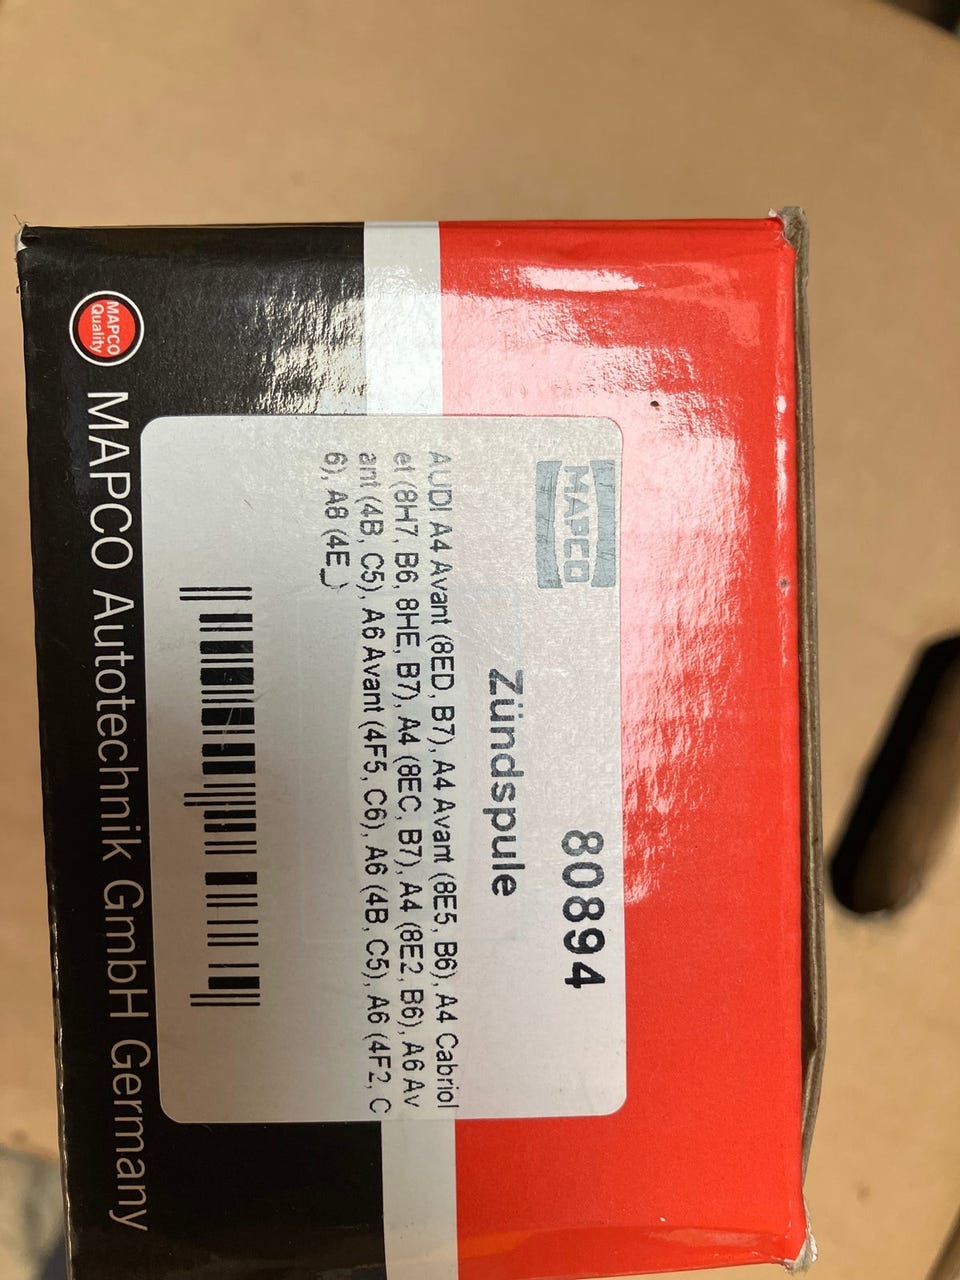 MAPCO
80894
Zündspule
AUDI A4 Avant (8ED, B7), A4 Avant (8E5, B6), A4 Cabriol
et (8H7, B6, 8HE, B7), A4 (8EC, B7), A4 (8E2, B6), A6 Av
ant (4B, C5), A6 Avant (4F5, C6), A6 (4B, C5), A6 (4F2, C
6), A8 (4E_)
MAPCO
Quality
MAPCO Autotechnik GmbH Germany